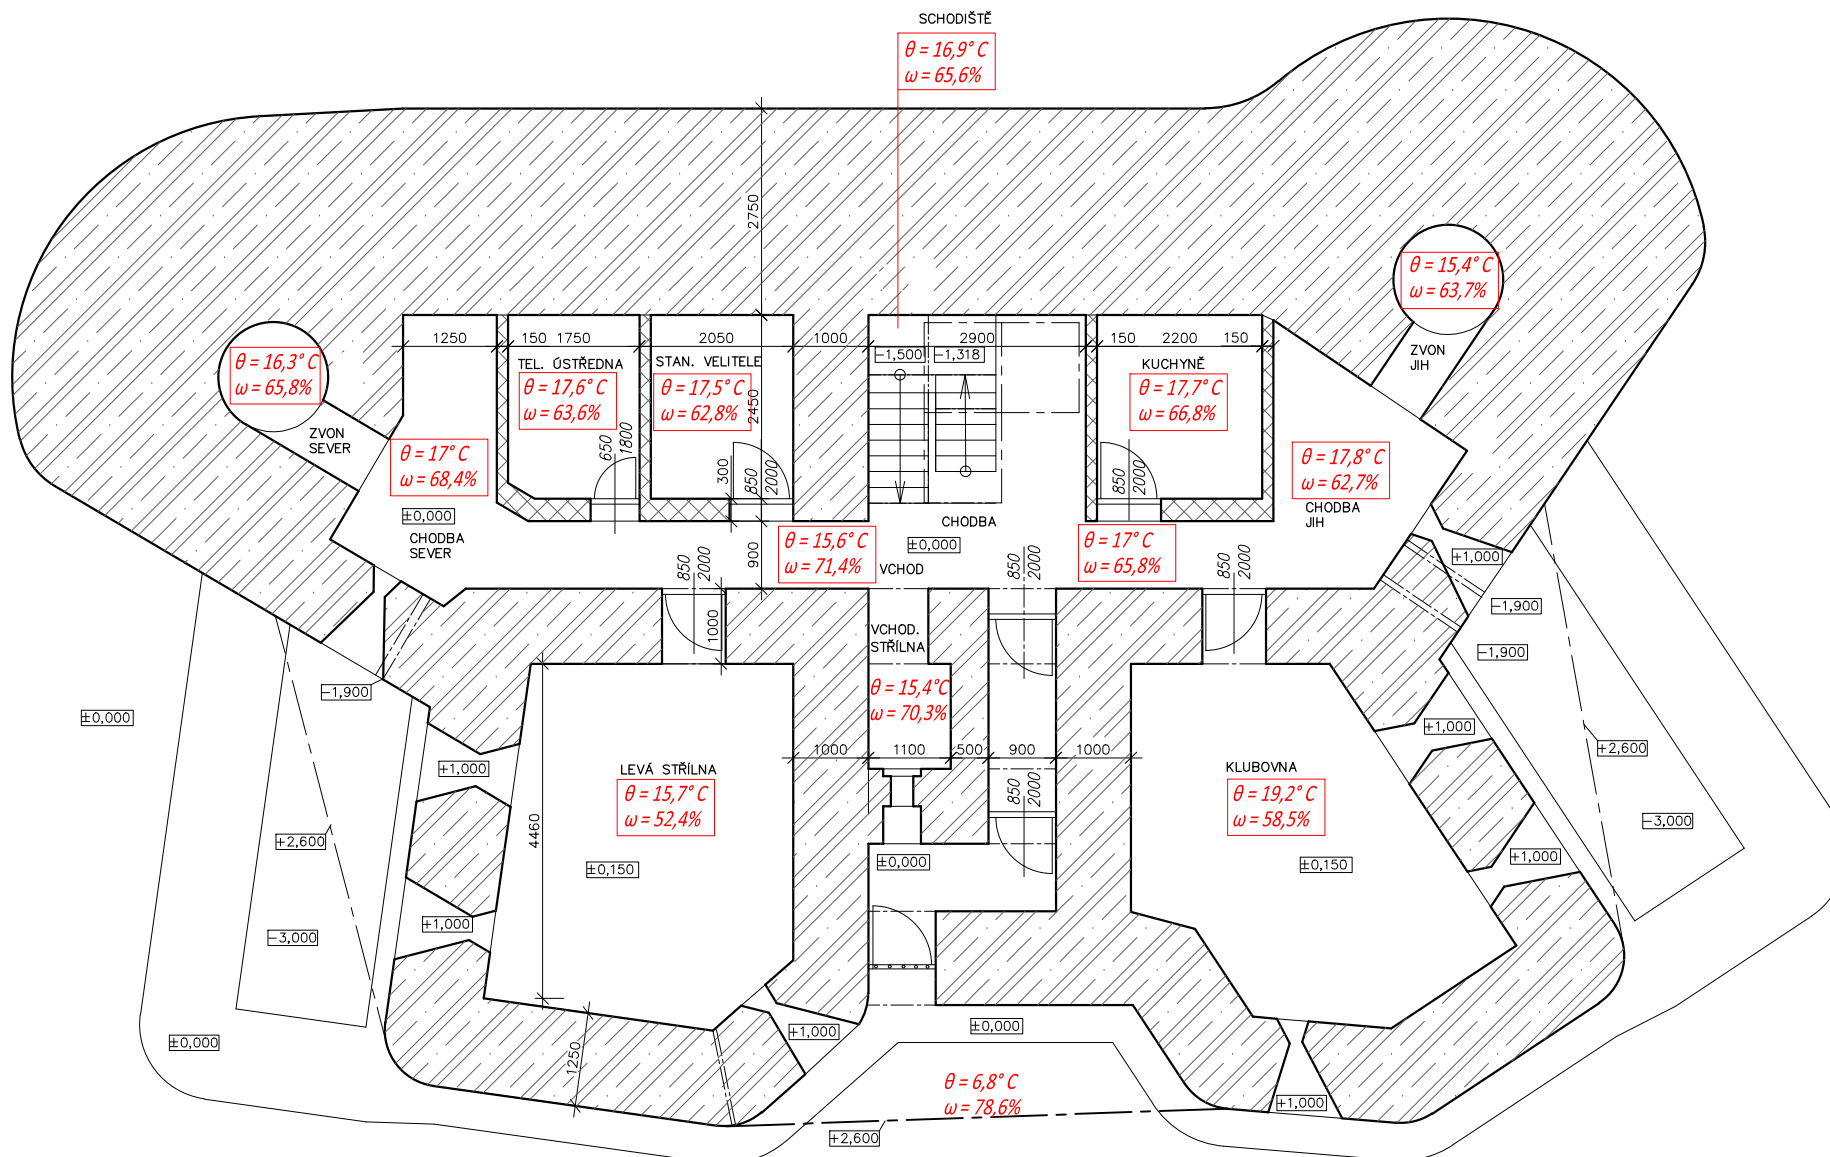 SCHODIŠTĚ
θ = 16,9° C
ω = 65,6%
2750
θ = 15,4° C
ω = 63,7%
1250
150 1750
2050
1000
2900
150
2200
150
-1,500
-1,318
TEL. ÚSTŘEDNA
STAN. VELITELE
KUCHYNĚ
ZVON
JIH
θ = 16,3° C
ω = 65,8%
θ = 17,6° C
ω = 63,6%
θ = 17,5° C
ω = 62,8%
2450
θ = 17,7° C
ω = 66,8%
ZVON
SEVER
θ = 17° C
ω = 68,4%
650
1800
300
850
2000
850
2000
θ = 17,8° C
ω = 62,7%
±0,000
CHODBA
SEVER
CHODBA
JIH
CHODBA
±0,000
θ = 15,6° C
ω = 71,4%
900
θ = 17° C
ω = 65,8%
VCHOD
850
2000
850
2000
850
2000
+1,000
-1,900
1000
VCHOD.
STŘÍLNA
-1,900
-1,900
θ = 15,4°C
ω = 70,3%
±0,000
+1,000
+2,600
1000
1100
500
900
1000
+1,000
LEVÁ STŘÍLNA
θ = 15,7° C
ω = 52,4%
KLUBOVNA
θ = 19,2° C
ω = 58,5%
850
2000
4460
+2,600
-3,000
+1,000
±0,000
±0,150
±0,150
+1,000
-3,000
±0,000
+1,000
±0,000
1250
θ = 6,8° C
ω = 78,6%
+1,000
+2,600